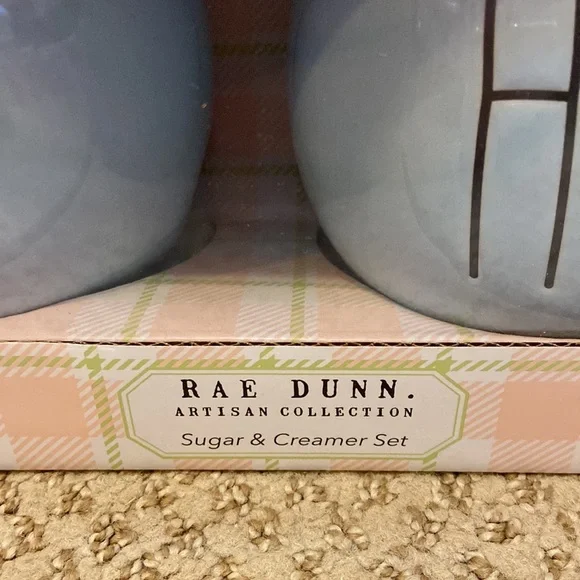 RAE DUNN.
ARTISAN COLLECTION
Sugar & Creamer Set